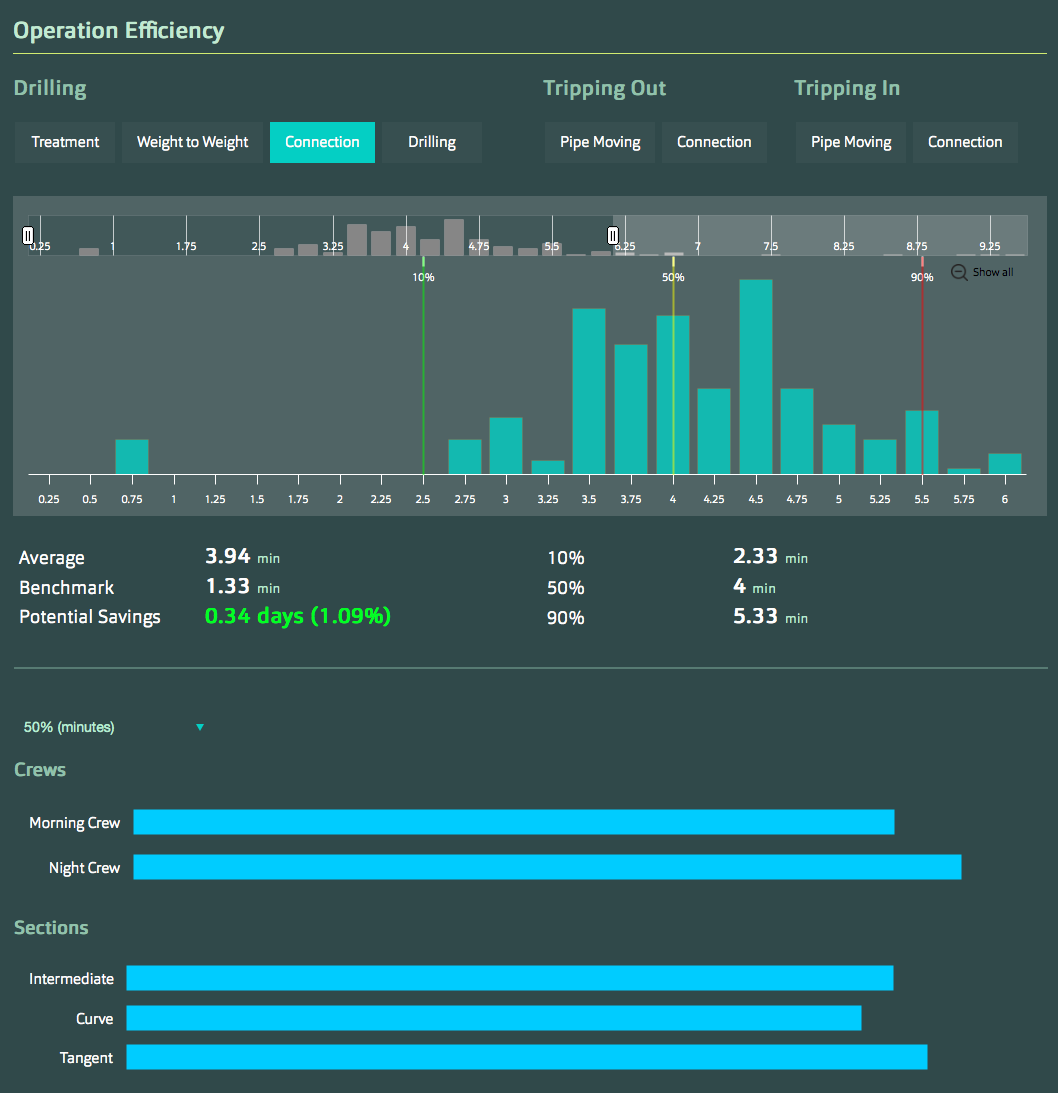 Operation Efficiency
Drilling Tripping Out Tripping In
Treatment Weight to Weight Connection Drilling Pipe Moving Connection Pipe Moving Connection
0.25 1 1.75 2.5 3.25 4 4.75 5.5 6.25 7 7.5 8.25 8.75 9.25
10% 50% 90% Show all
0.25 0.5 0.75 1 1.25 1.5 1.75 2 2.25 2.5 2.75 3 3.25 3.5 3.75 4 4.25 4.5 4.75 5 5.25 5.5 5.75 6
Average 3.94 min 10% 2.33 min
Benchmark 1.33 min 50% 4 min
Potential Savings 0.34 days (1.09%) 90% 5.33 min
50% (minutes)
Crews
Morning Crew
Night Crew
Sections
Intermediate
Curve
Tangent